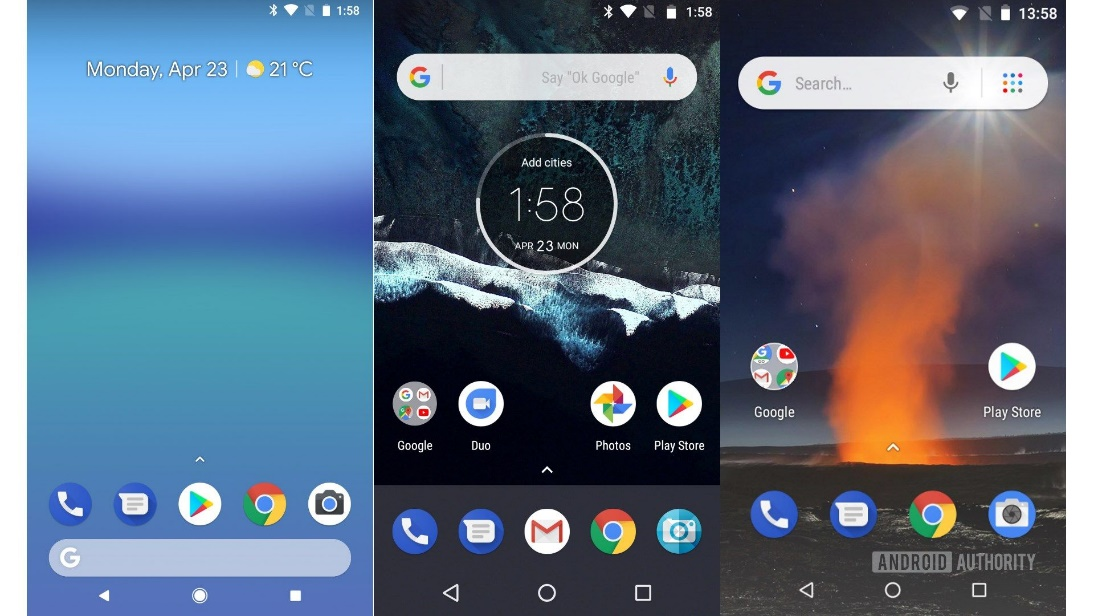 1:58
Monday, Apr 23 | 21 °C
1:58
Say "Ok Google"
Add cities
1:58
APR 23 MON
Google
Duo
Photos
Play Store
13:58
Search...
Google
Play Store
ANDROID AUTHORITY